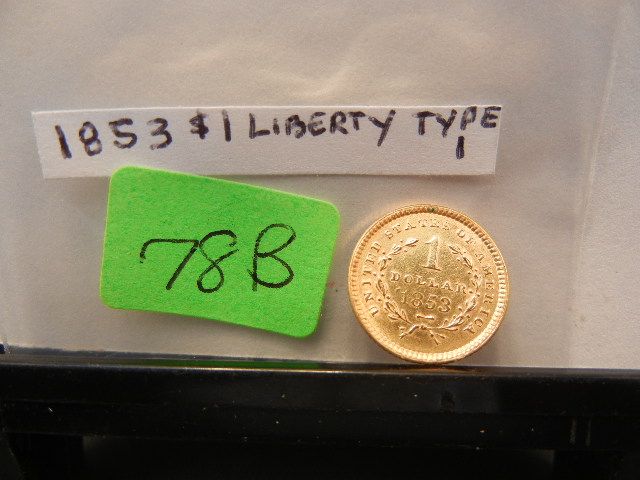 1853 $1 LIBERTY TYPE
1
78B
UNITED STATES OF AMERICA
1
DOLLAR
1853